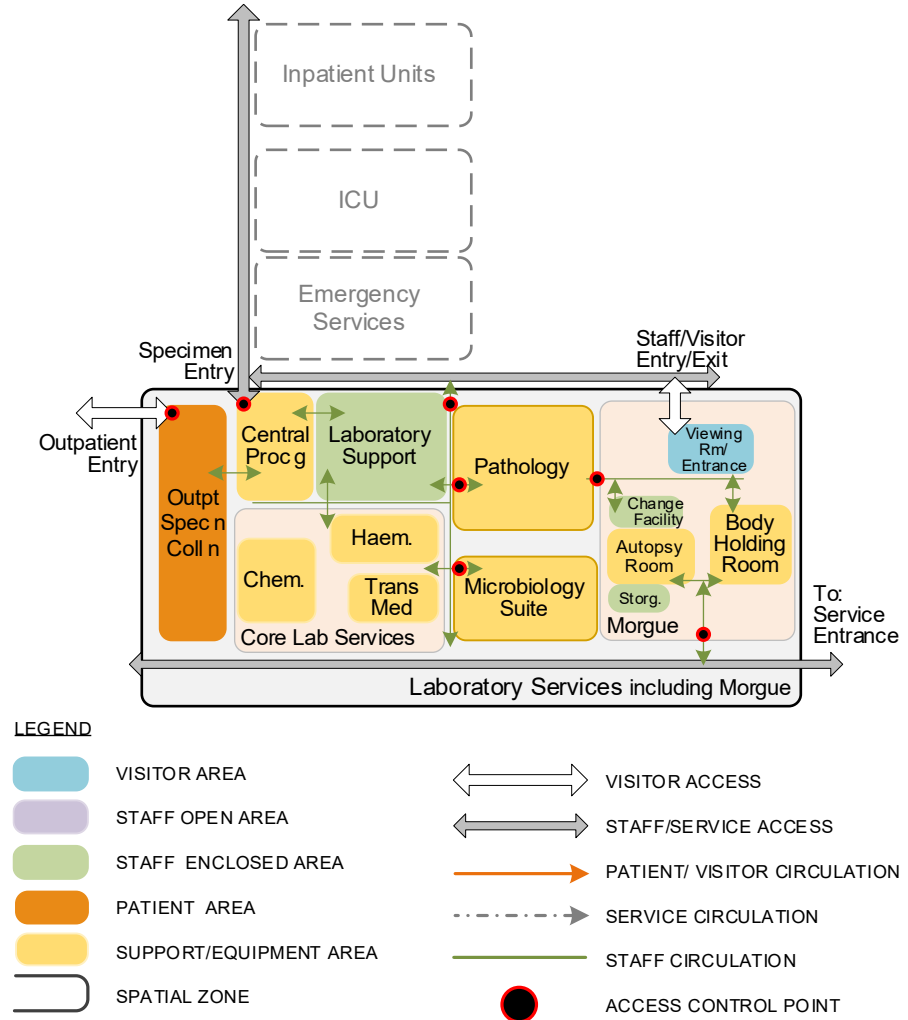 Inpatient Units
ICU
Emergency
Services
Specimen
Entry
Staff/Visitor
Entry/Exit
Outpatient
Entry
Central
Proc g
Laboratory
Support
Pathology
Viewing
Rm/
Entrance
Outpt
Spec n
Coll n
Change
Facility
Body
Holding
Room
Haem.
Autopsy
Room
Chem.
Trans
Med
Microbiology
Suite
Storg.
Morgue
Core Lab Services
To:
Service
Entrance
Laboratory Services including Morgue
LEGEND
VISITOR AREA
STAFF OPEN AREA
STAFF ENCLOSED AREA
PATIENT AREA
SUPPORT/EQUIPMENT AREA
SPATIAL ZONE
VISITOR ACCESS
STAFF/SERVICE ACCESS
PATIENT/ VISITOR CIRCULATION
SERVICE CIRCULATION
STAFF CIRCULATION
ACCESS CONTROL POINT